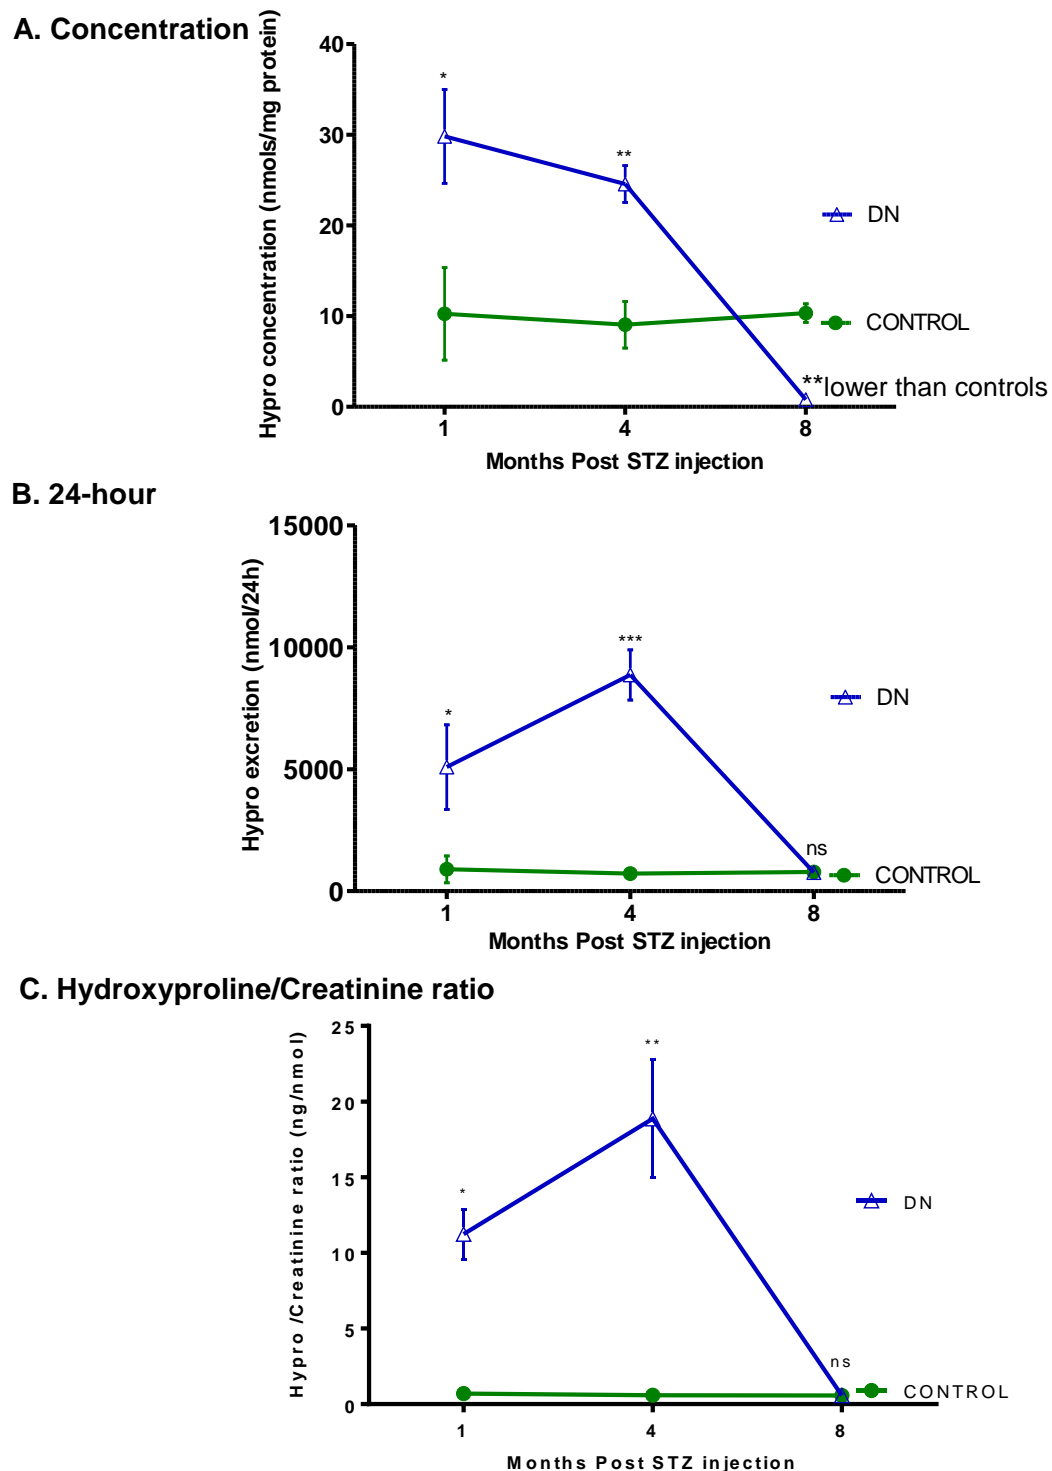 A. Concentration
Hypro concentration (nmols/mg protein)
40
30
20
10
0
*
**
DN
CONTROL
**lower than controls
1
4
8
Months Post STZ injection
B. 24-hour
Hypro excretion (nmol/24h)
15000
10000
5000
0
*
***
ns
DN
CONTROL
1
4
8
Months Post STZ injection
C. Hydroxyproline/Creatinine ratio
Hypro /Creatinine ratio (ng/nmol)
25
20
15
10
5
0
*
**
ns
DN
CONTROL
1
4
8
Months Post STZ injection